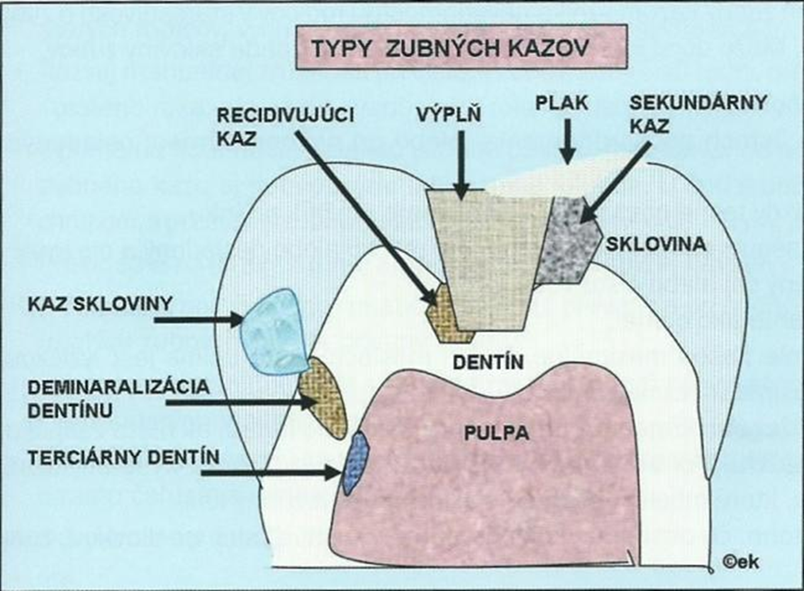 TYPY ZUBNÝCH KAZOV
RECIDIVUJÚCI
KAZ
VÝPLŇ
PLAK
SEKUNDÁRNY
KAZ
SKLOVINA
KAZ SKLOVINY
DENTÍN
DEMINARALIZÁCIA
DENTÍNU
PULPA
TERCIÁRNY DENTÍN
©ek